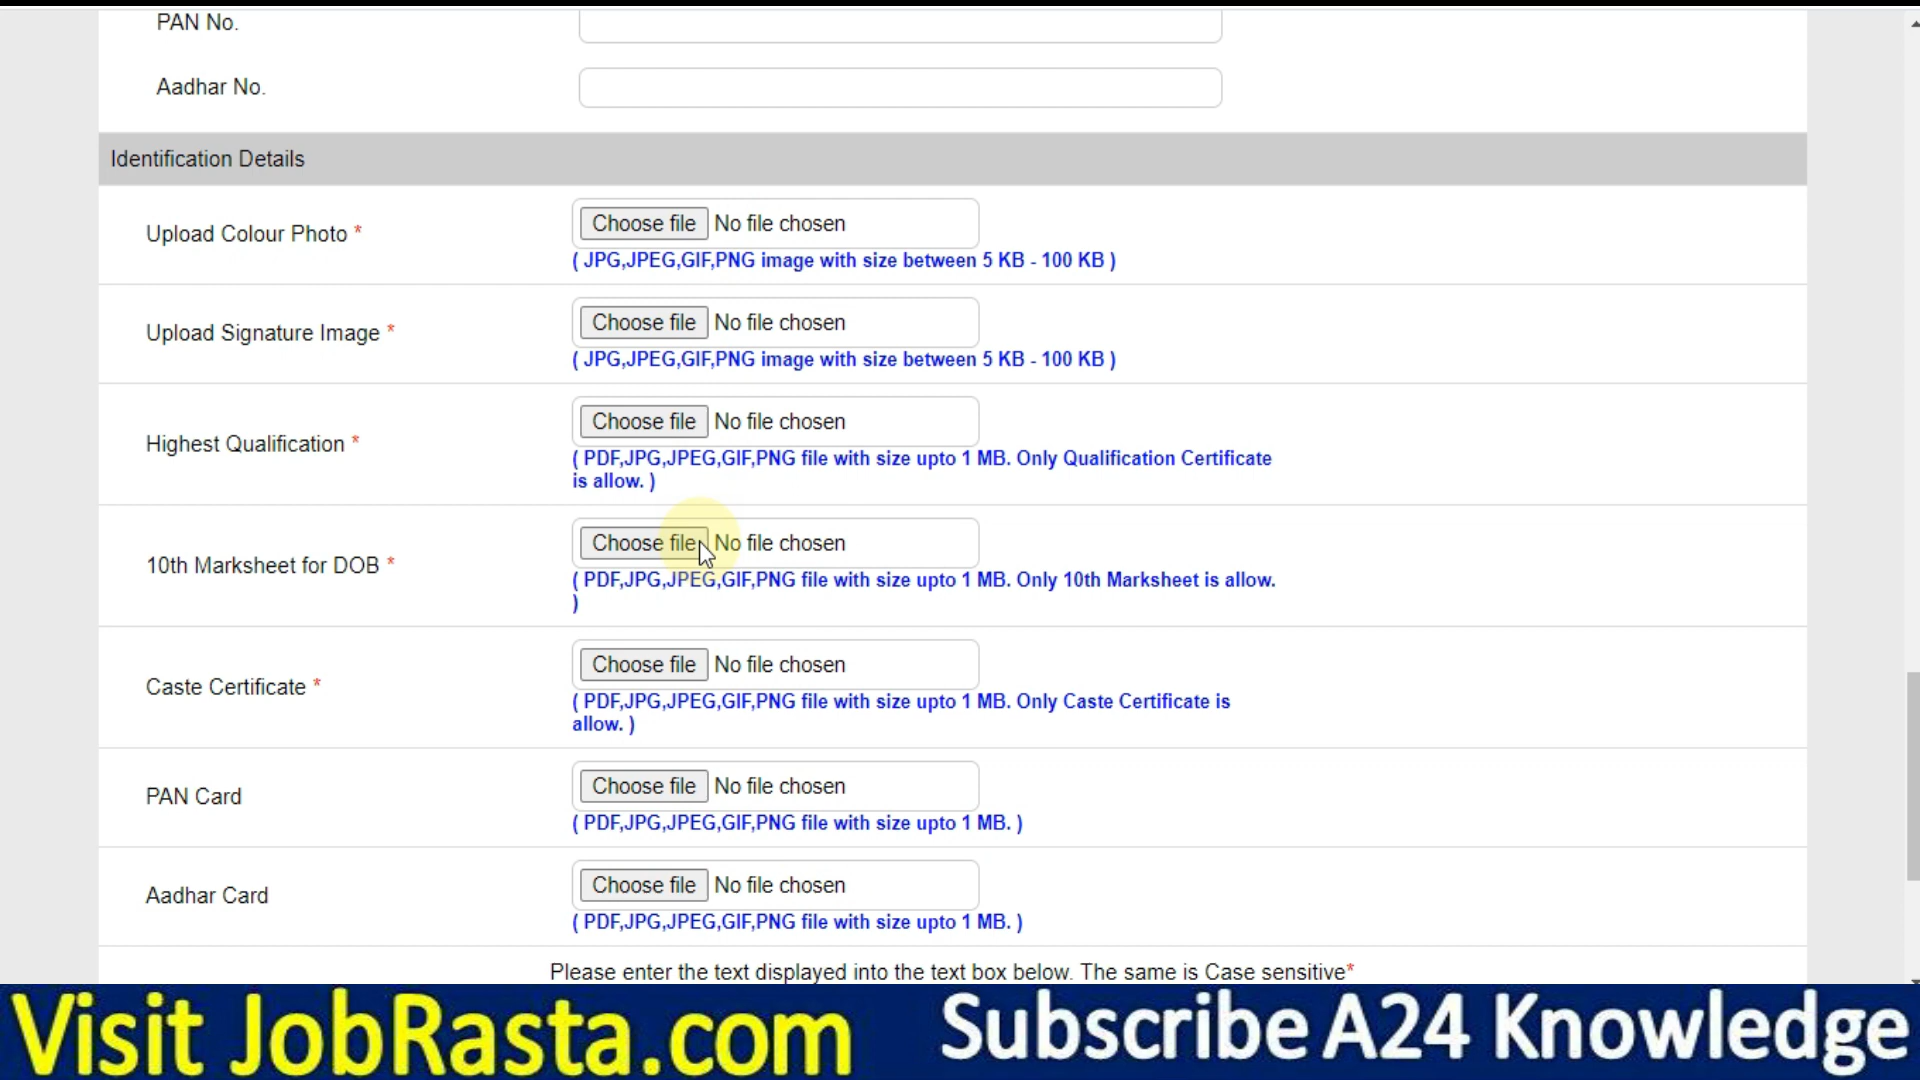 PAN No.
Aadhar No.
Identification Details
Upload Colour Photo *
Choose file No file chosen
( JPG,JPEG,GIF,PNG image with size between 5 KB - 100 KB )
Upload Signature Image *
Choose file No file chosen
( JPG,JPEG,GIF,PNG image with size between 5 KB - 100 KB )
Highest Qualification *
Choose file No file chosen
( PDF,JPG,JPEG,GIF,PNG file with size upto 1 MB. Only Qualification Certificate
is allow. )
10th Marksheet for DOB *
Choose file No file chosen
( PDF,JPG,JPEG,GIF,PNG file with size upto 1 MB. Only 10th Marksheet is allow.
)
Caste Certificate *
Choose file No file chosen
( PDF,JPG,JPEG,GIF,PNG file with size upto 1 MB. Only Caste Certificate is
allow. )
PAN Card
Choose file No file chosen
( PDF,JPG,JPEG,GIF,PNG file with size upto 1 MB. )
Aadhar Card
Choose file No file chosen
( PDF,JPG,JPEG,GIF,PNG file with size upto 1 MB. )
Please enter the text displayed into the text box below. The same is Case sensitive*
Visit JobRasta.com Subscribe A24 Knowledge